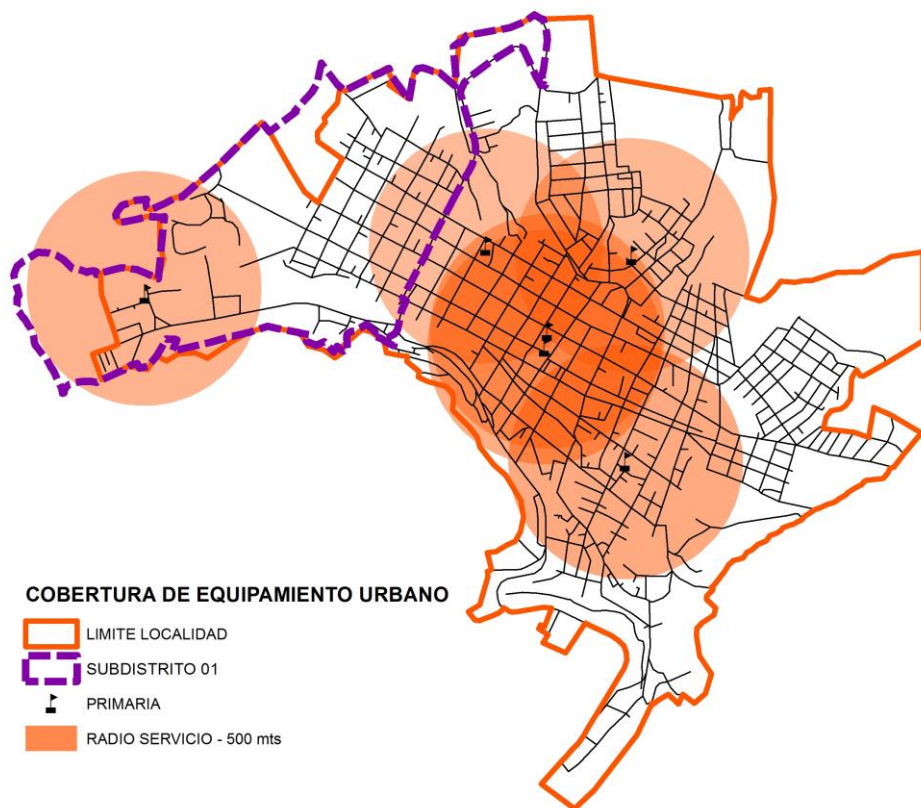 COBERTURA DE EQUIPAMIENTO URBANO
LIMITE LOCALIDAD
SUBDISTRITO 01
PRIMARIA
RADIO SERVICIO - 500 mts